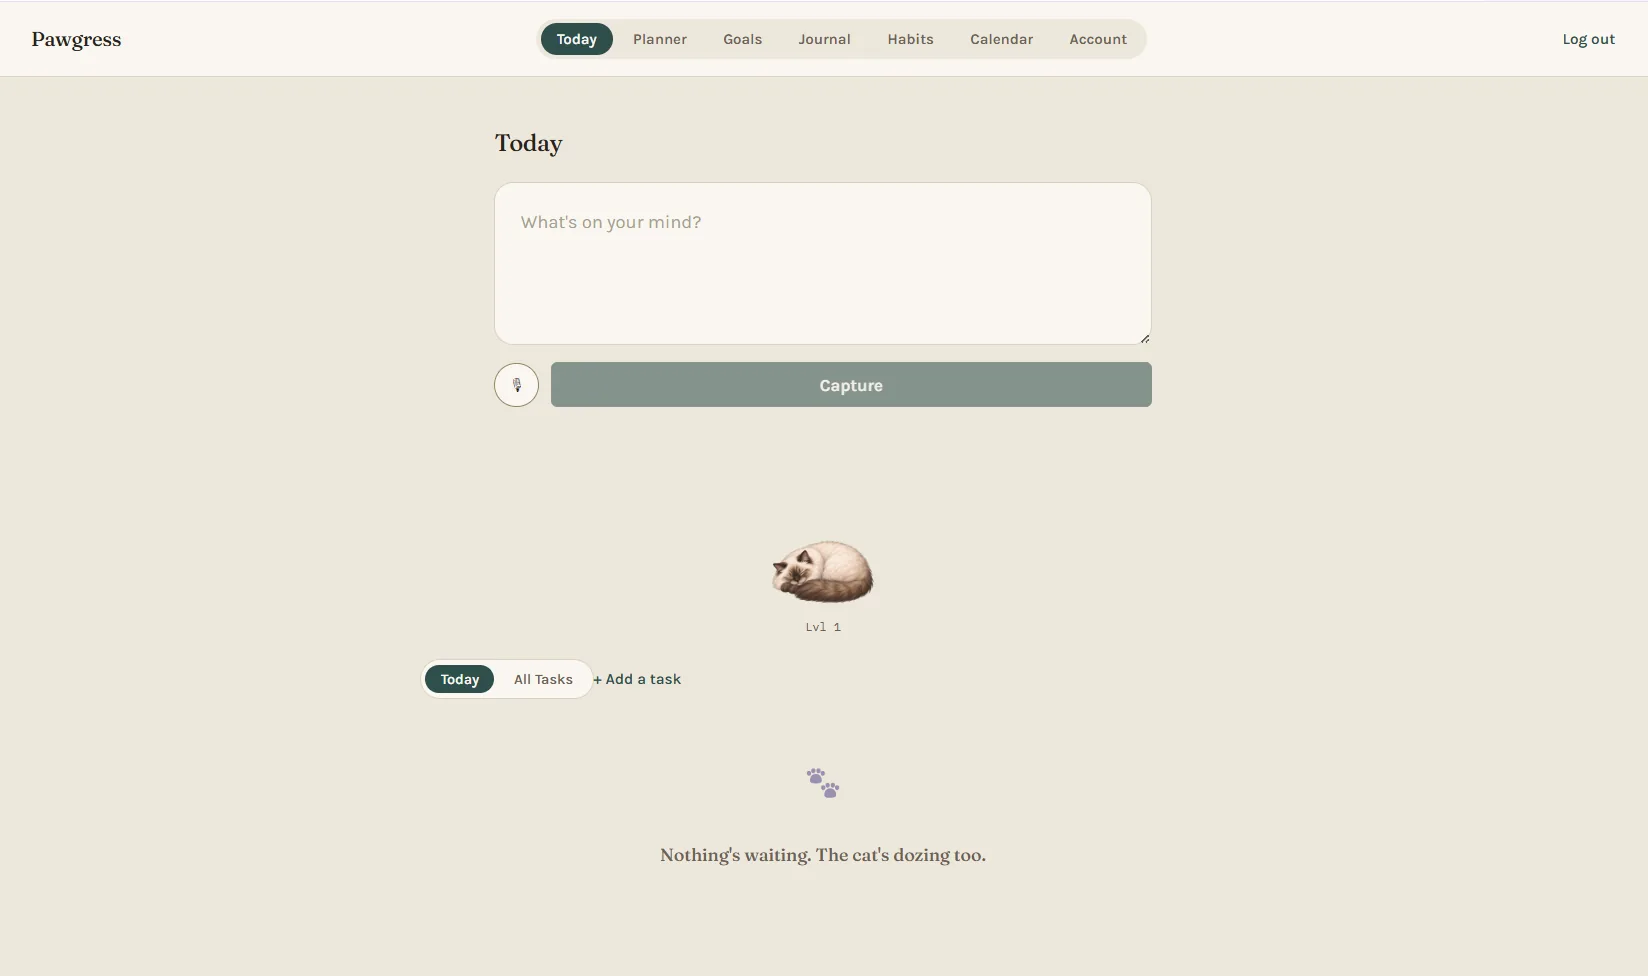 Pawgress
Today Planner Goals Journal Habits Calendar Account
Log out
Today
What's on your mind?
Capture
Lvl 1
Today All Tasks + Add a task
Nothing's waiting. The cat's dozing too.